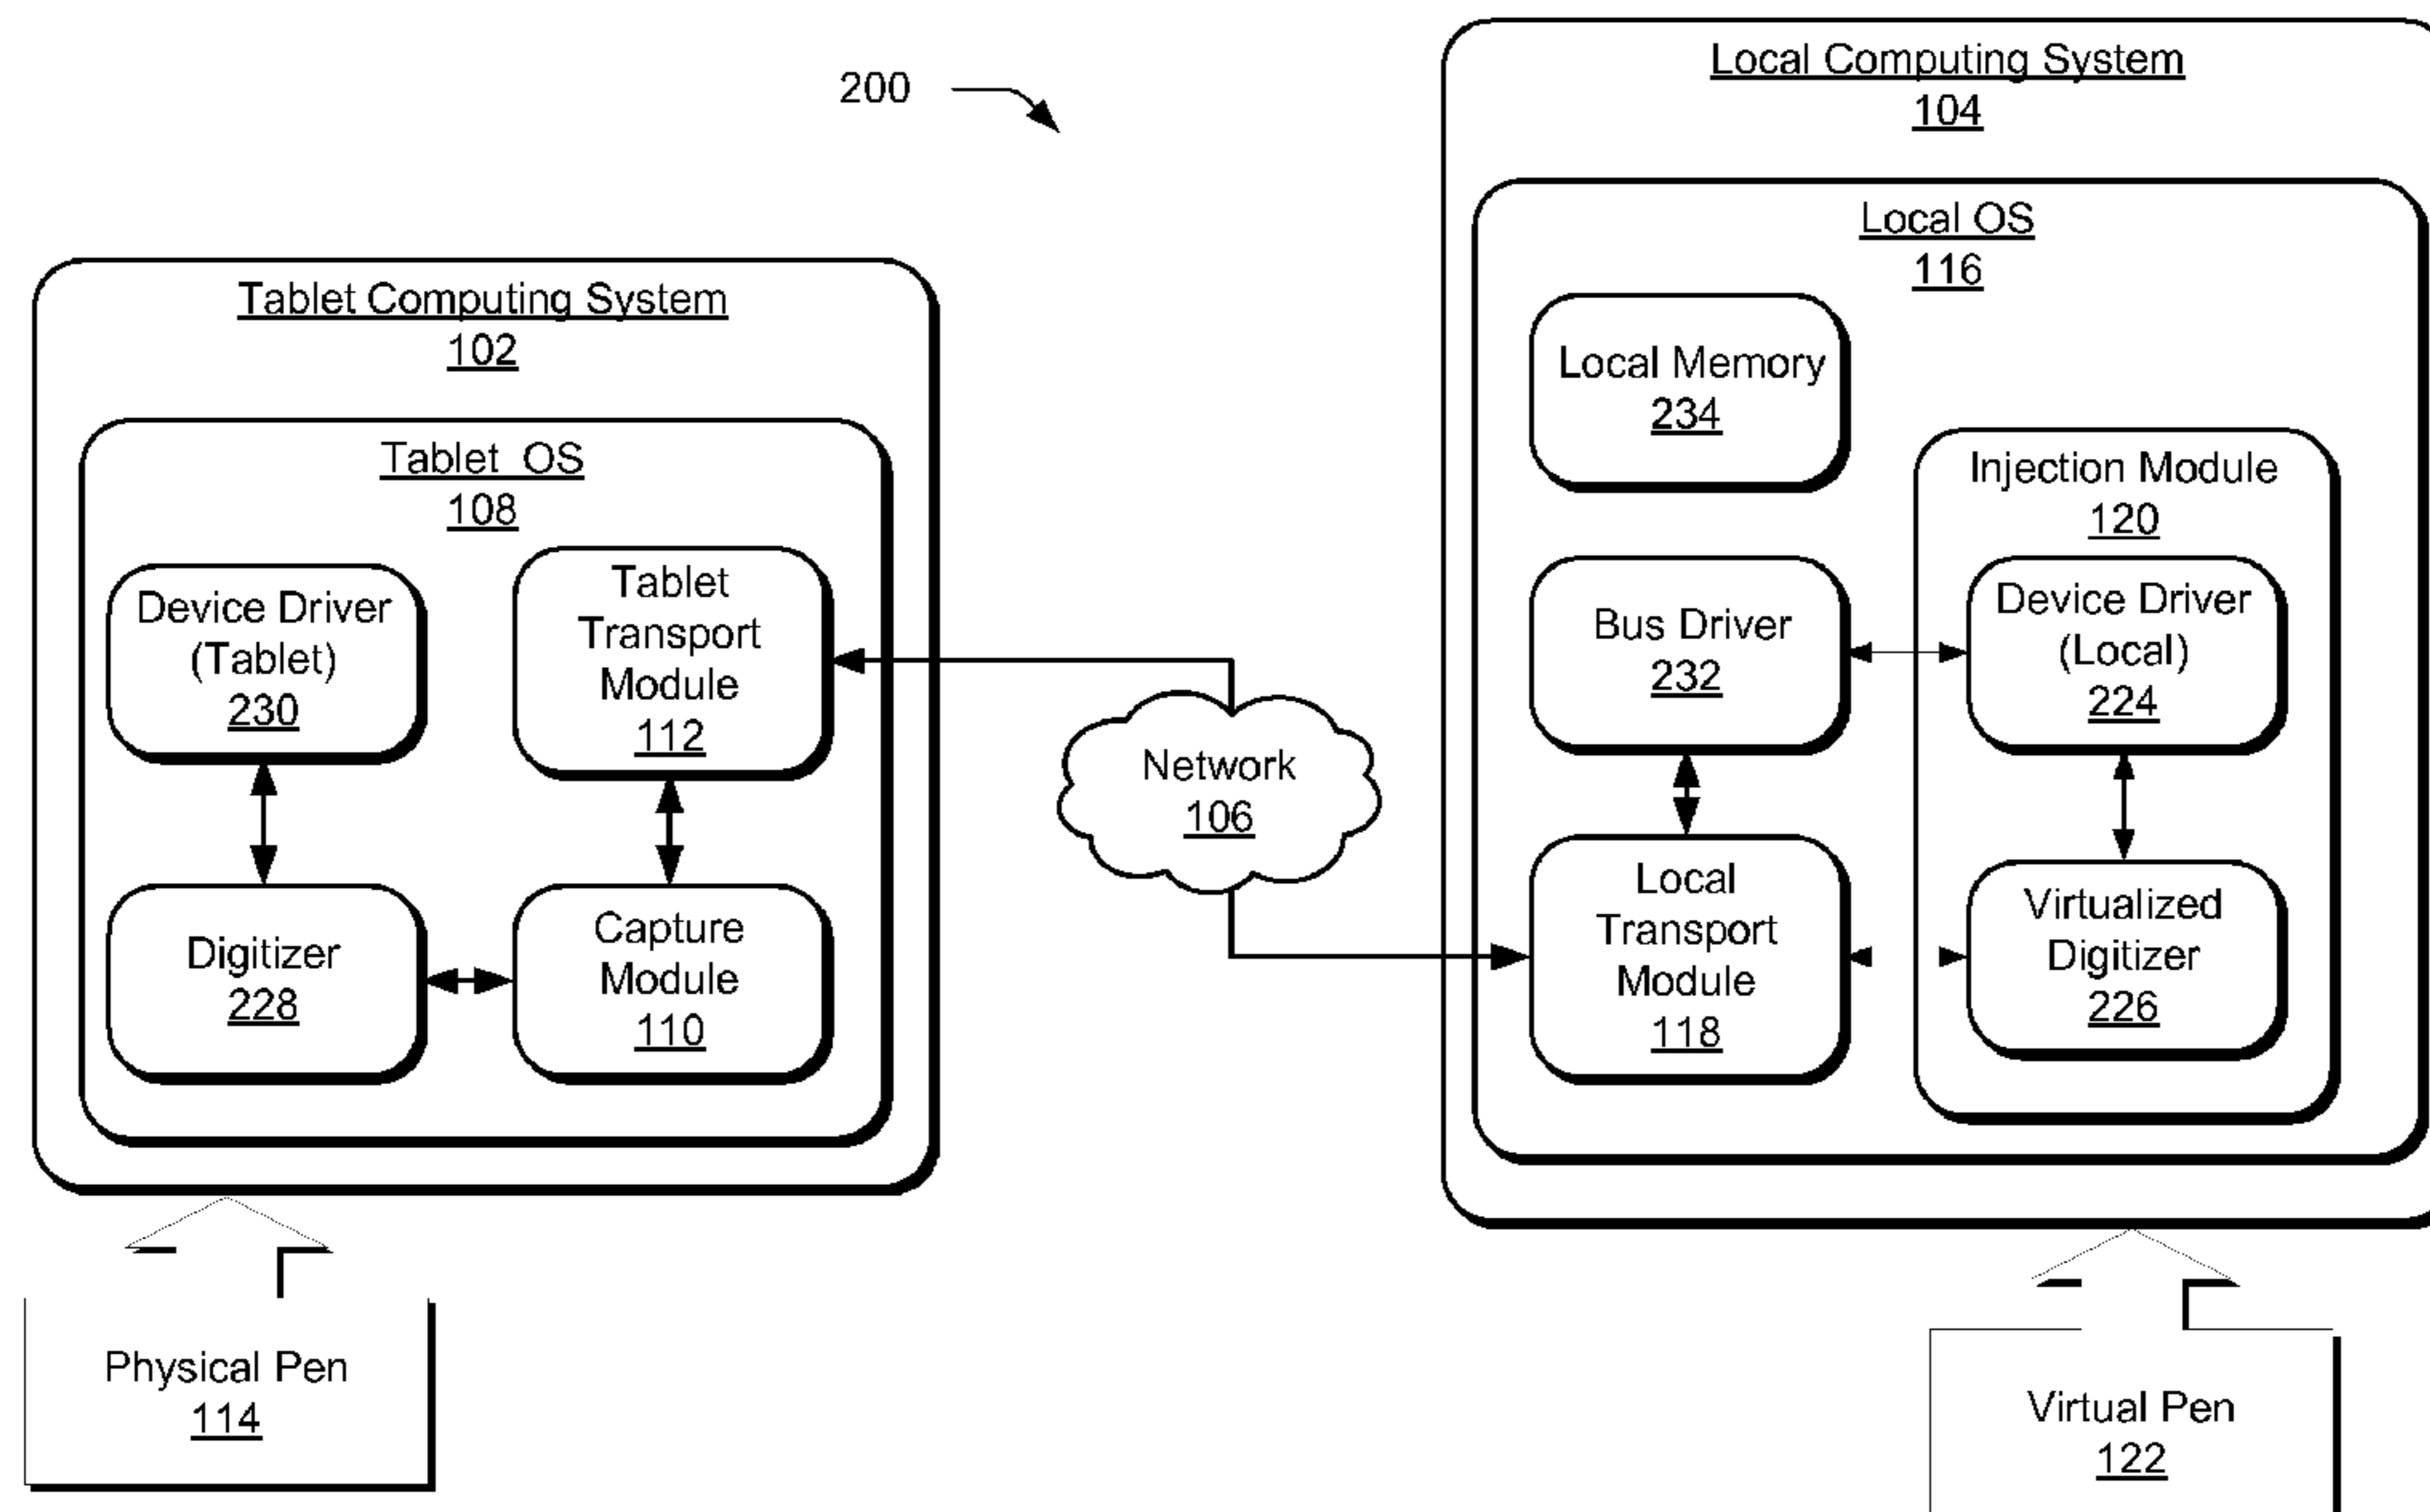 200
Tablet Computing System
102
Tablet OS
108
Device Driver
(Tablet)
230
Tablet
Transport
Module
112
Digitizer
228
Capture
Module
110
Physical Pen
114
Network
106
Local Computing System
104
Local OS
116
Local Memory
234
Injection Module
120
Bus Driver
232
Device Driver
(Local)
224
Local
Transport
Module
118
Virtualized
Digitizer
226
Virtual Pen
122